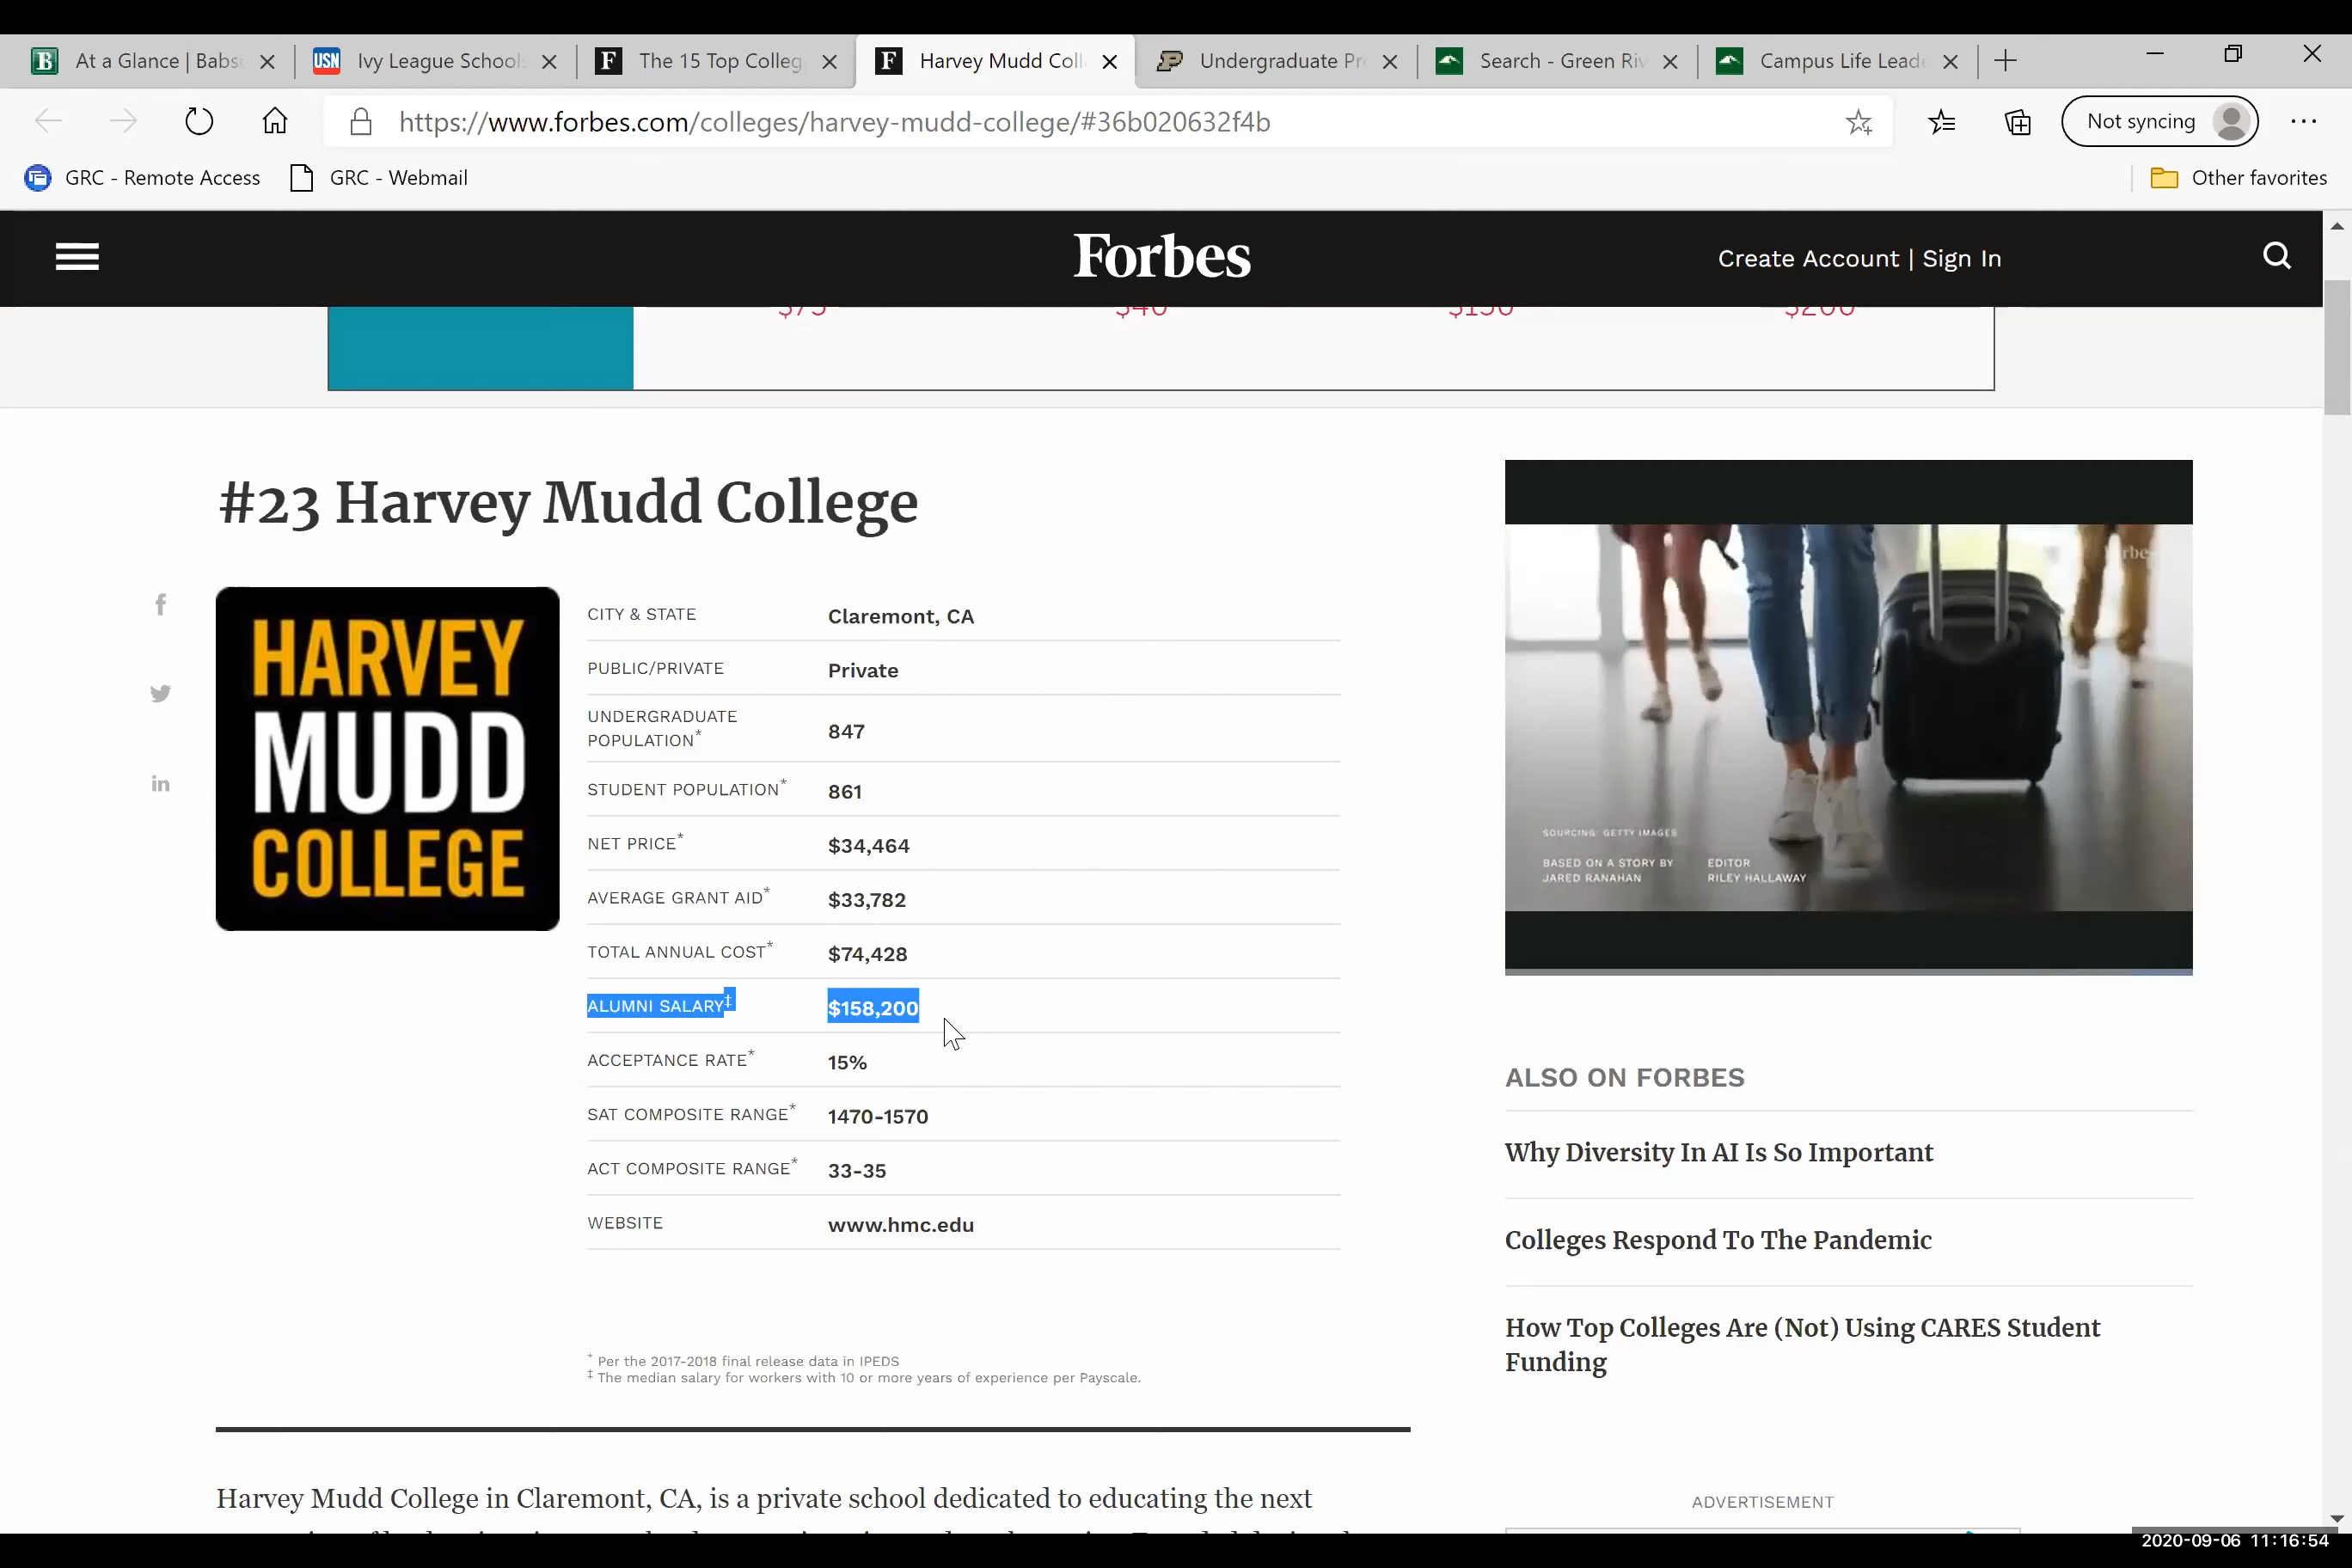 At a Glance | Babs
Ivy League School
The 15 Top Colleg
Harvey Mudd Coll
Undergraduate Pr
Search - Green Riv
Campus Life Lead
https://www.forbes.com/colleges/harvey-mudd-college/#36b020632f4b
Not syncing
GRC - Remote Access
GRC - Webmail
Other favorites
Forbes
Create Account | Sign In
$75 $40 $150 $200
#23 Harvey Mudd College
HARVEY
MUDD
COLLEGE
CITY & STATE Claremont, CA
PUBLIC/PRIVATE Private
UNDERGRADUATE
POPULATION* 847
STUDENT POPULATION* 861
NET PRICE* $34,464
AVERAGE GRANT AID* $33,782
TOTAL ANNUAL COST* $74,428
ALUMNI SALARY‡ $158,200
ACCEPTANCE RATE* 15%
SAT COMPOSITE RANGE* 1470-1570
ACT COMPOSITE RANGE* 33-35
WEBSITE www.hmc.edu
* Per the 2017-2018 final release data in IPEDS
‡ The median salary for workers with 10 or more years of experience per Payscale.
Harvey Mudd College in Claremont, CA, is a private school dedicated to educating the next
SOURCING: GETTY IMAGES
BASED ON A STORY BY
JARED RANAHAN
EDITOR
RILEY HALLAWAY
ALSO ON FORBES
Why Diversity In AI Is So Important
Colleges Respond To The Pandemic
How Top Colleges Are (Not) Using CARES Student
Funding
ADVERTISEMENT
2020-09-06 11:16:54